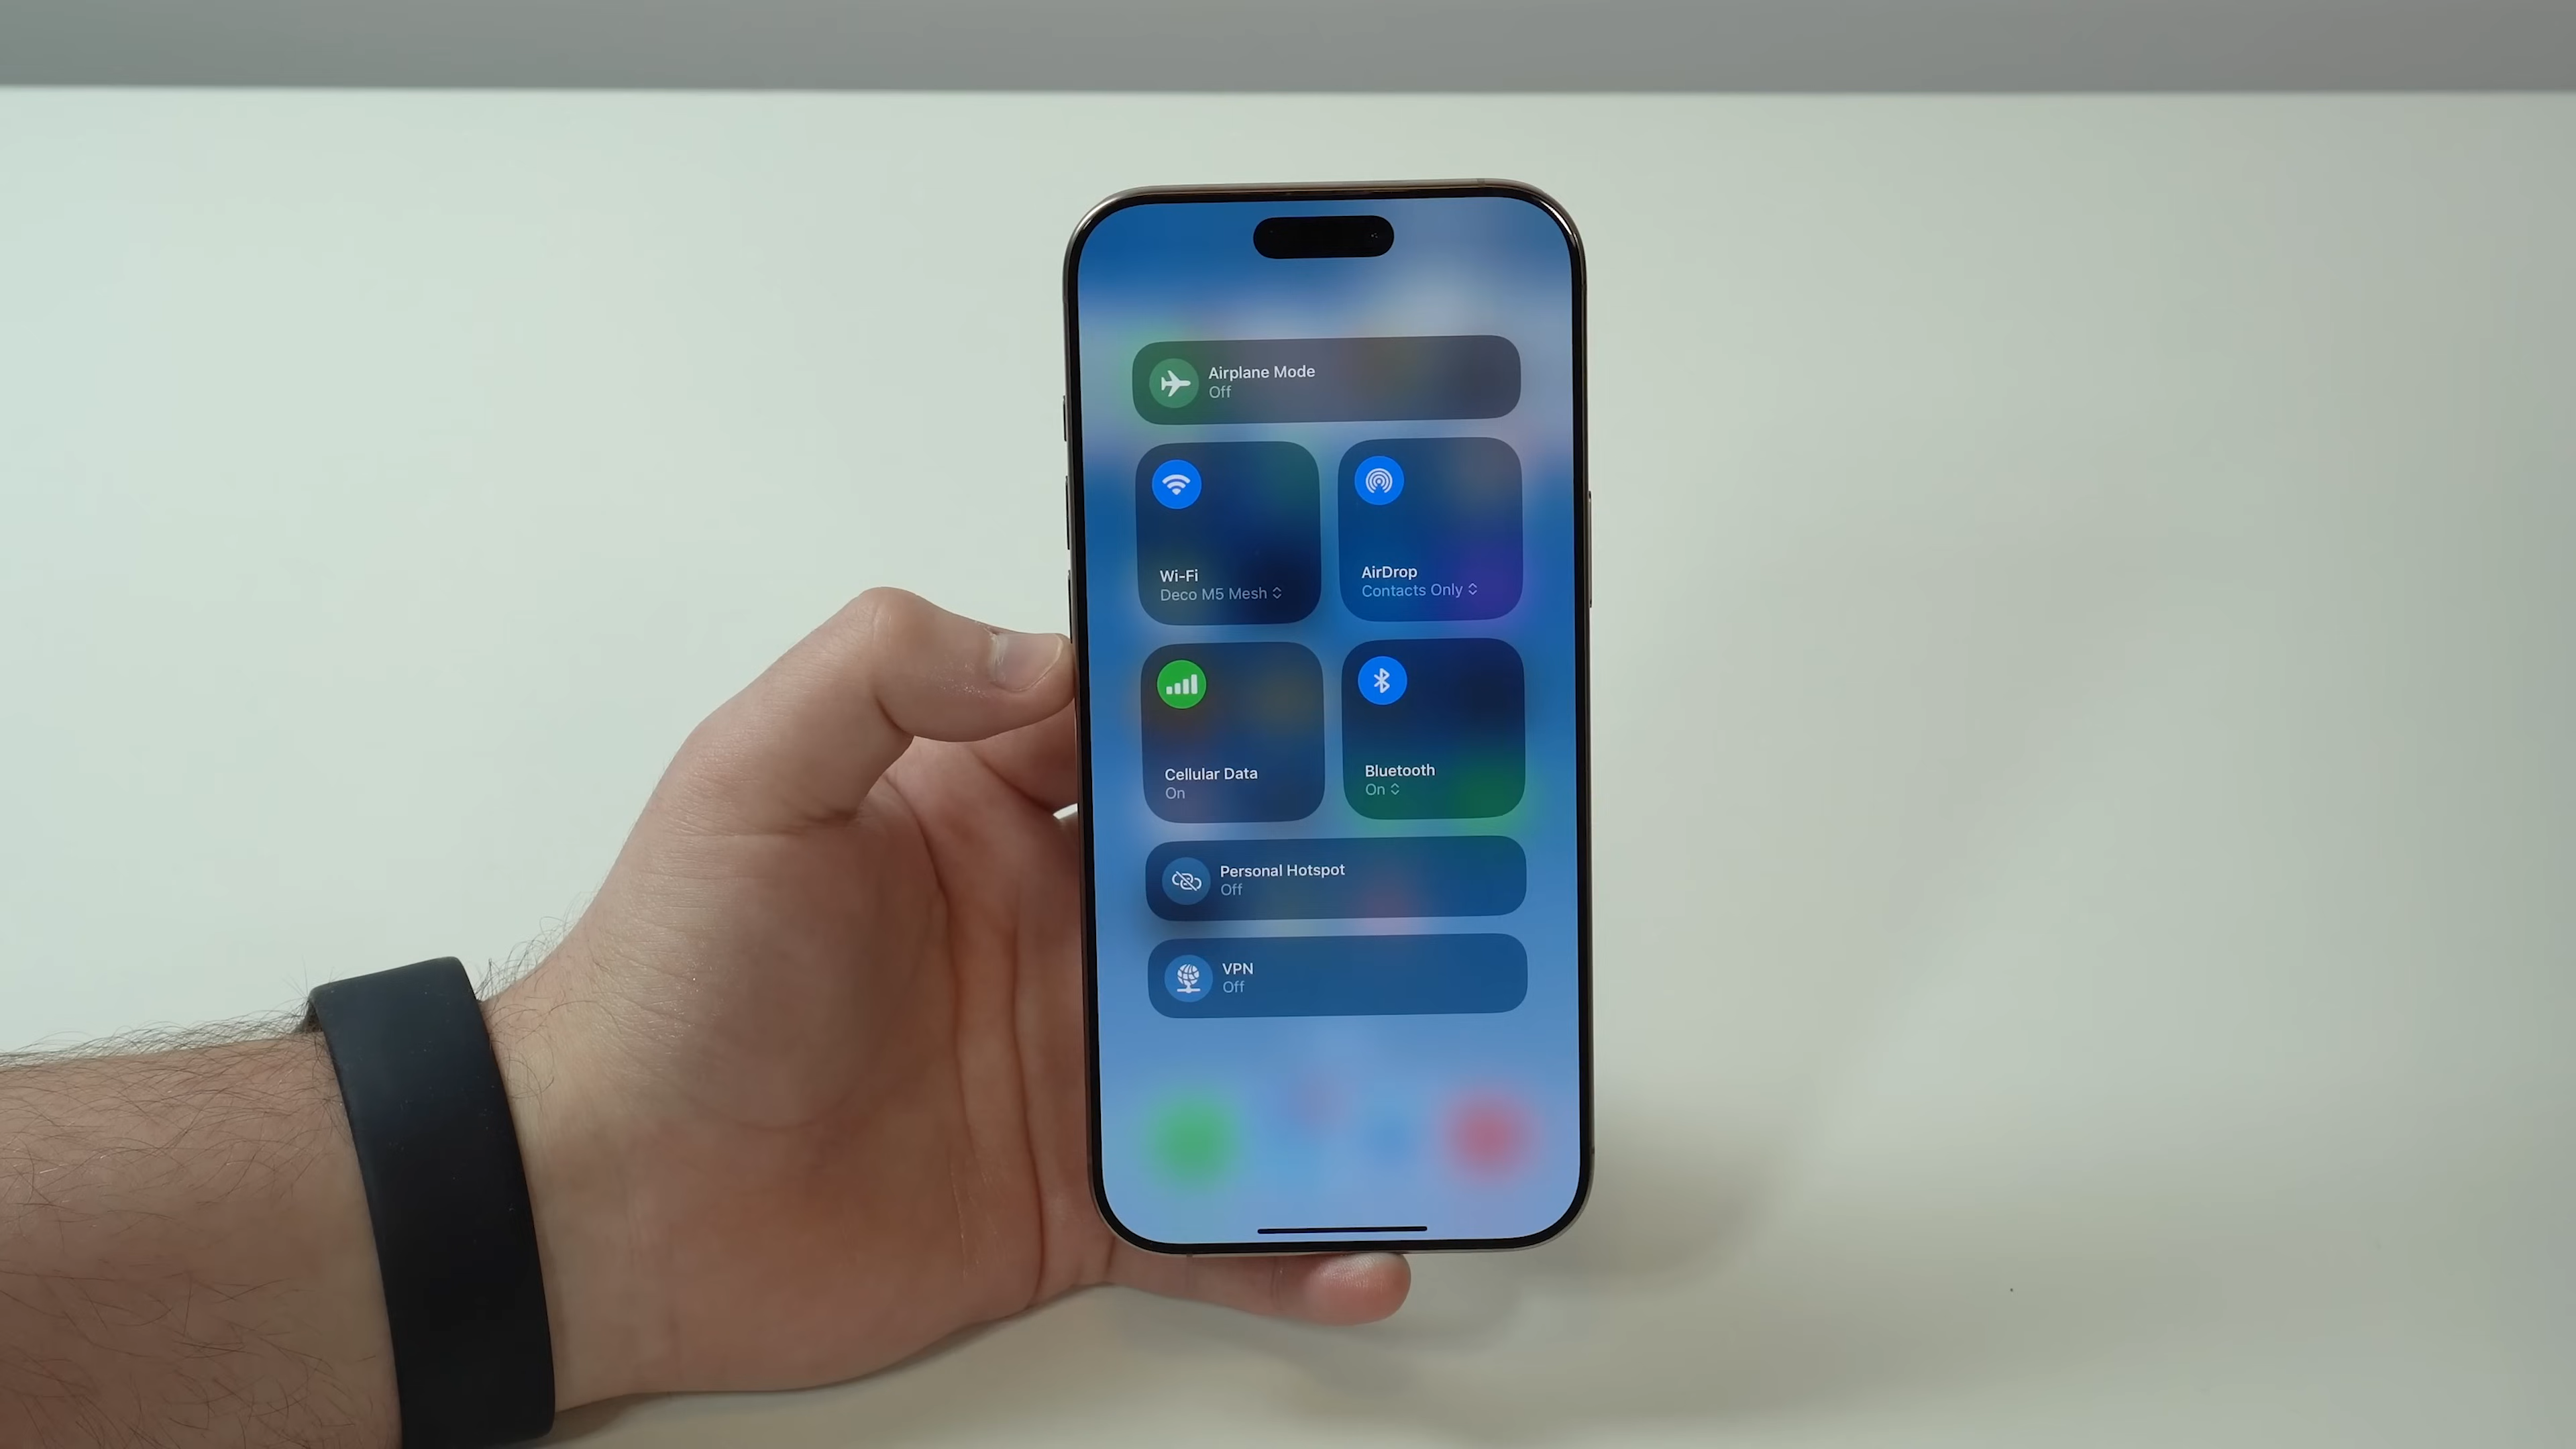 Airplane Mode
Off
Wi-Fi
Deco M5 Mesh
AirDrop
Contacts Only
Cellular Data
On
Bluetooth
On
Personal Hotspot
Off
VPN
Off